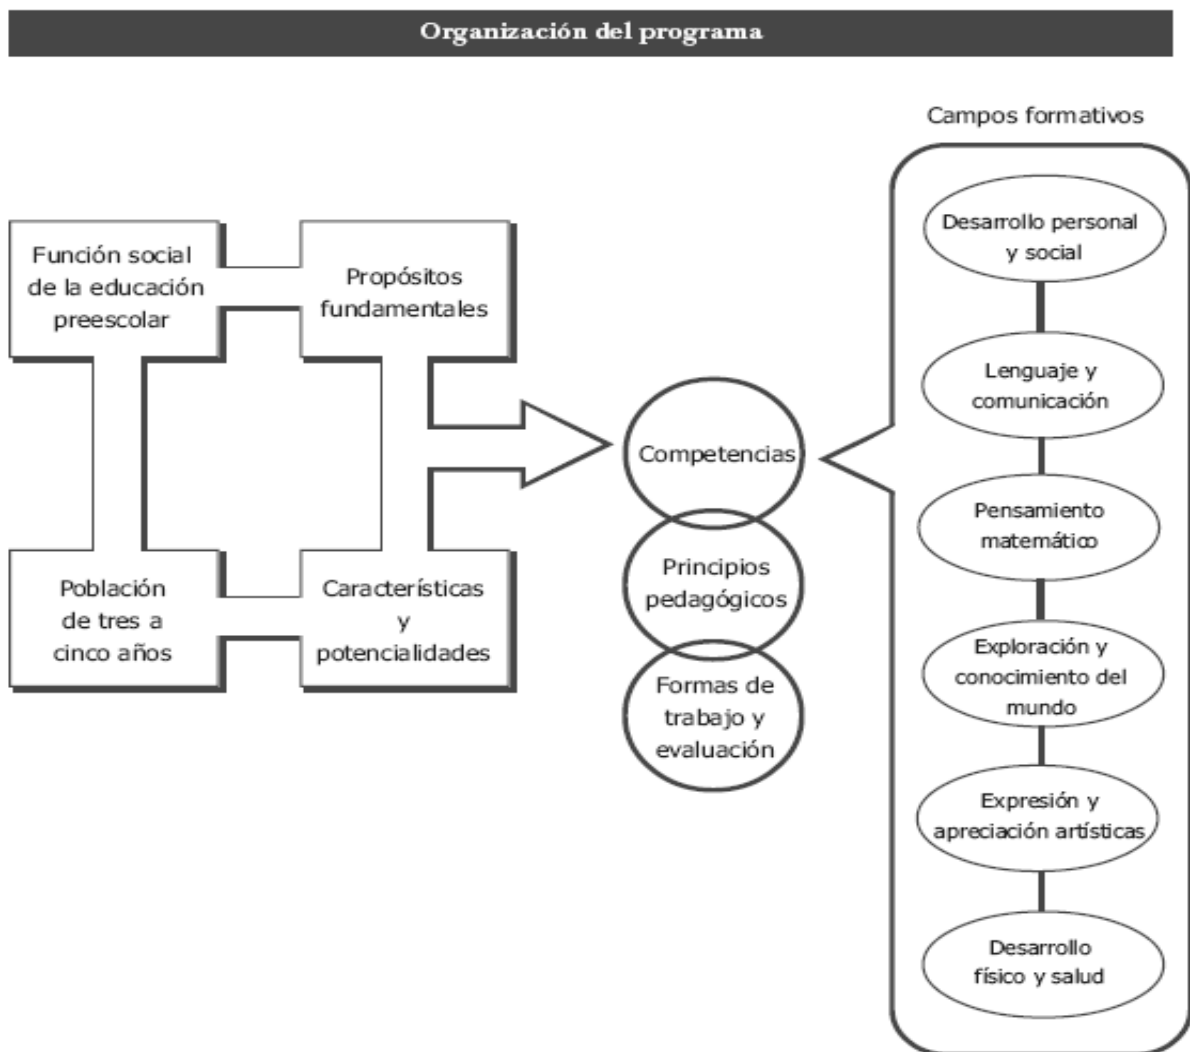 Organización del programa
Campos formativos
Función social
de la educación
preescolar
Propósitos
fundamentales
Población
de tres a
cinco años
Características
y
potencialidades
Competencias
Principios
pedagógicos
Formas de
trabajo y
evaluación
Desarrollo personal
y social
Lenguaje y
comunicación
Pensamiento
matemático
Exploración y
conocimiento del
mundo
Expresión y
apreciación artísticas
Desarrollo
físico y salud